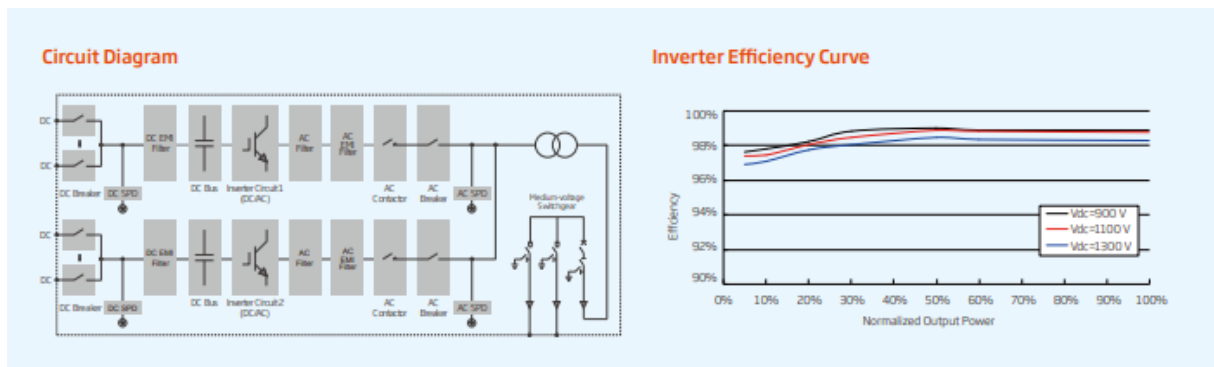 Circuit Diagram
DC
DC
DC Breaker
DC SPD
DC EMI
Filter
DC Bus
Inverter Circuit1
(DC/AC)
AC
Filter
AC
EMI
Filter
AC
Contactor
AC
Breaker
AC SPD
Medium-voltage
Switchgear
DC
DC
DC Breaker
DC SPD
DC EMI
Filter
DC Bus
Inverter Circuit2
(DC/AC)
AC
Filter
AC
EMI
Filter
AC
Contactor
AC
Breaker
AC SPD
Inverter Efficiency Curve
Efficiency
100%
98%
96%
94%
92%
90%
Vdc=900 V
Vdc=1100 V
Vdc=1300 V
0% 10% 20% 30% 40% 50% 60% 70% 80% 90% 100%
Normalized Output Power